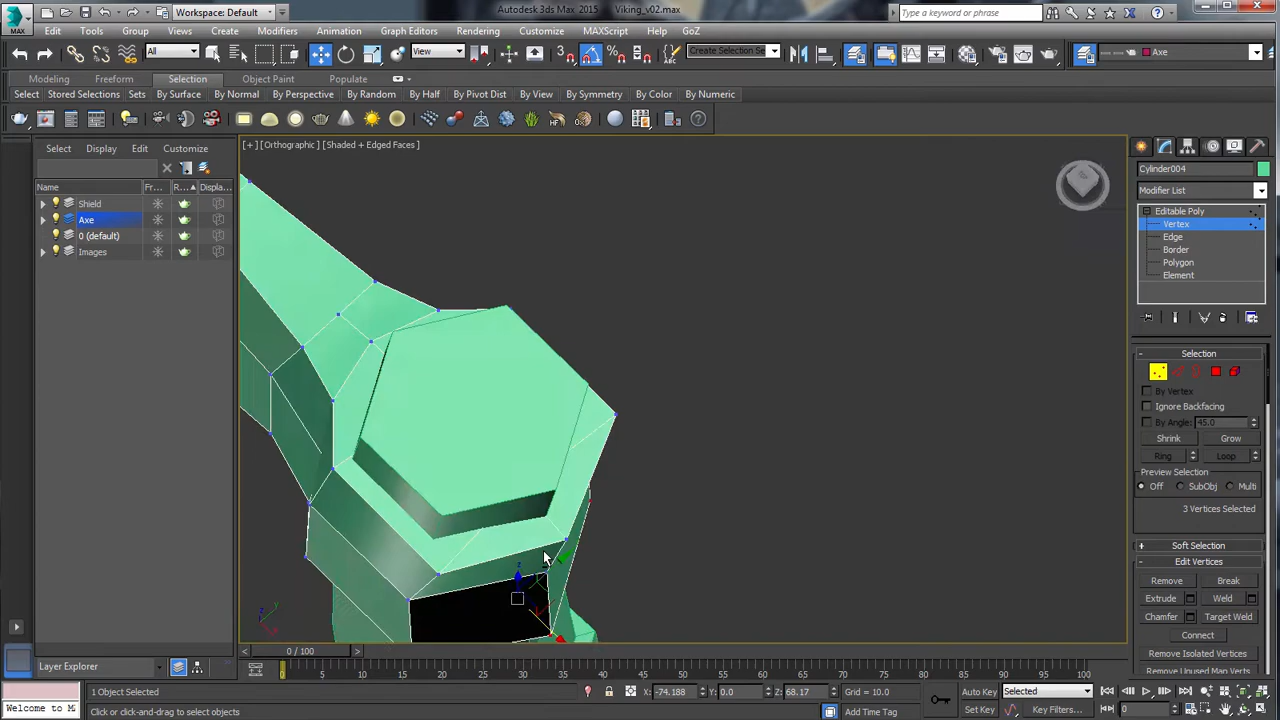 Workspace: Default
Autodesk 3ds Max 2015
Viking_v02.max
Type a keyword or phrase
MAX
Edit Tools Group Views Create Modifiers Animation Graph Editors Rendering Customize MAXScript Help GoZ
All
View
Create Selection Se
Axe
Modeling Freeform Selection Object Paint Populate
Select Stored Selections Sets By Surface By Normal By Perspective By Random By Half By Pivot Dist By View By Symmetry By Color By Numeric
Select Display Edit Customize
[+] [Orthographic] [Shaded + Edged Faces]
Name Fr... R... Displa...
Shield
Axe
0 (default)
Images
Cylinder004
Modifier List
Editable Poly
Vertex
Edge
Border
Polygon
Element
Selection
By Vertex
Ignore Backfacing
By Angle: 45.0
Shrink Grow
Ring Loop
Preview Selection
Off SubObj Multi
3 Vertices Selected
Soft Selection
Edit Vertices
Remove Break
Extrude Weld
Chamfer Target Weld
Connect
Remove Isolated Vertices
Remove Unused Map Verts
z
z y x
0 / 100
Layer Explorer
0 5 10 15 20 25 30 35 40 45 50 55 60 65 70 75 80 85 90 95 100
1 Object Selected
X: -74.188 Y: 0.0 Z: 68.17 Grid = 10.0
Auto Key Selected
Welcome to M
Click or click-and-drag to select objects
Add Time Tag
Set Key Key Filters...
0